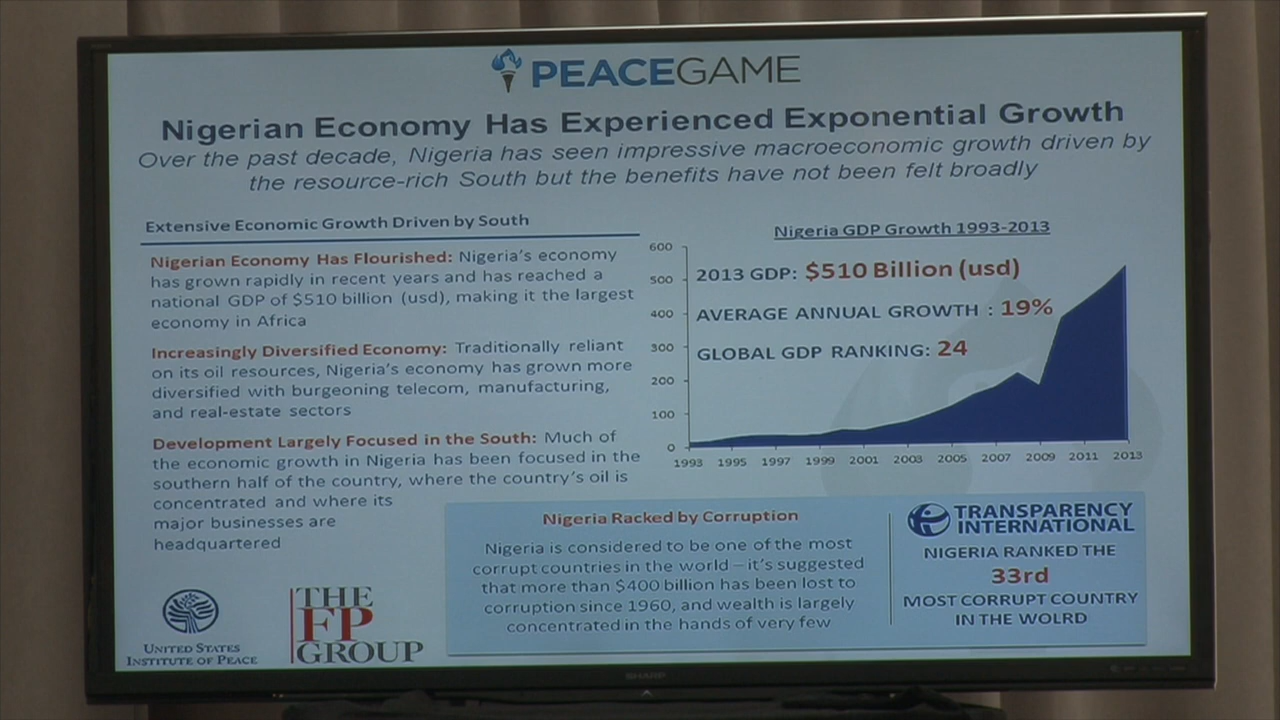 PEACEGAME
Nigerian Economy Has Experienced Exponential Growth
Over the past decade, Nigeria has seen impressive macroeconomic growth driven by
the resource-rich South but the benefits have not been felt broadly
Extensive Economic Growth Driven by South
Nigerian Economy Has Flourished: Nigeria's economy
has grown rapidly in recent years and has reached a
national GDP of $510 billion (usd), making it the largest
economy in Africa
Increasingly Diversified Economy: Traditionally reliant
on its oil resources, Nigeria's economy has grown more
diversified with burgeoning telecom, manufacturing,
and real-estate sectors
Development Largely Focused in the South: Much of
the economic growth in Nigeria has been focused in the
southern half of the country, where the country's oil is
concentrated and where its
major businesses are
headquartered
Nigeria GDP Growth 1993-2013
600
500
400
300
200
100
0
2013 GDP: $510 Billion (usd)
AVERAGE ANNUAL GROWTH : 19%
GLOBAL GDP RANKING: 24
1993 1995 1997 1999 2001 2003 2005 2007 2009 2011 2013
Nigeria Racked by Corruption
Nigeria is considered to be one of the most
corrupt countries in the world – it's suggested
that more than $400 billion has been lost to
corruption since 1960, and wealth is largely
concentrated in the hands of very few
TRANSPARENCY
INTERNATIONAL
NIGERIA RANKED THE
33rd
MOST CORRUPT COUNTRY
IN THE WOLRD
UNITED STATES
INSTITUTE OF PEACE
THE
FP
GROUP
SHARP